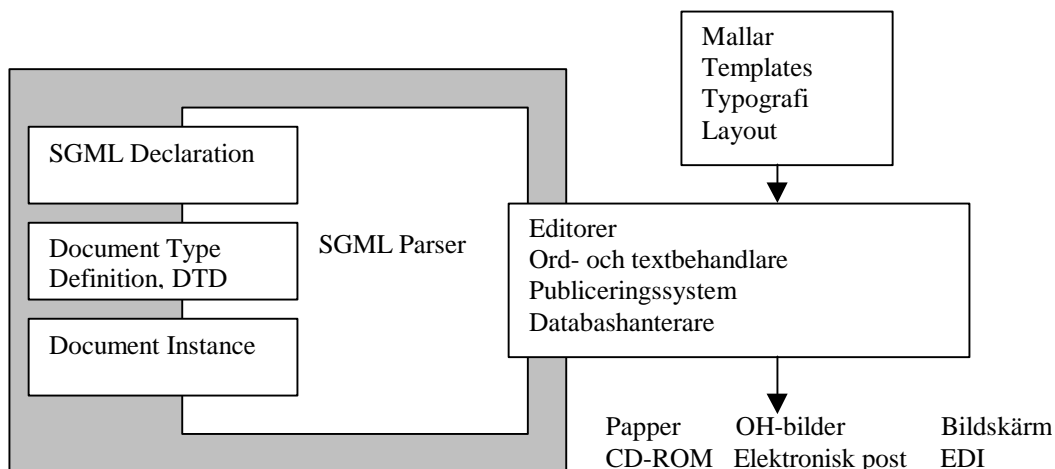 Mallar
Templates
Typografi
Layout
SGML Declaration
Document Type
Definition, DTD
SGML Parser
Document Instance
Editorer
Ord- och textbehandlare
Publiceringssystem
Databashanterare
Papper OH-bilder Bildskärm
CD-ROM Elektronisk post EDI